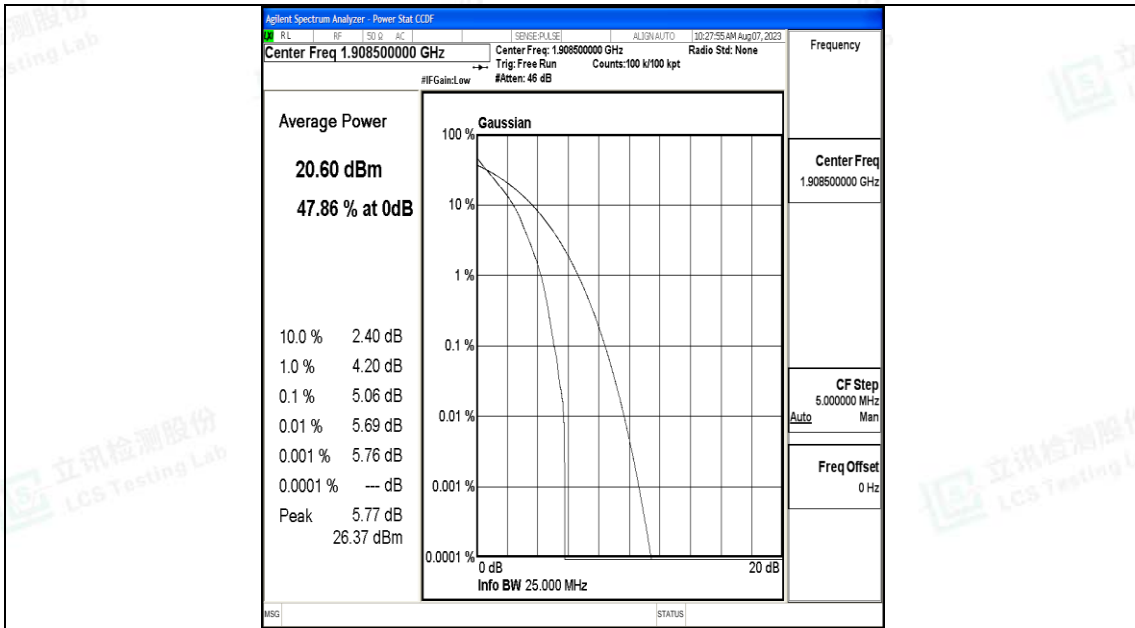 Agilent Spectrum Analyzer - Power Stat CCDF
RL RF 50 Ω AC SENSE:PULSE ALIGN AUTO 10:27:55 AM Aug 07, 2023
Center Freq 1.908500000 GHz
Center Freq: 1.908500000 GHz Radio Std: None
Trig: Free Run Counts:100 k/100 kpt
#IFGain:Low #Atten: 46 dB
Frequency
Average Power
20.60 dBm
47.86 % at 0dB
10.0 % 2.40 dB
1.0 % 4.20 dB
0.1 % 5.06 dB
0.01 % 5.69 dB
0.001 % 5.76 dB
0.0001 % --- dB
Peak 5.77 dB
26.37 dBm
Gaussian
100 %
10 %
1 %
0.1 %
0.01 %
0.001 %
0.0001 %
0 dB 20 dB
Info BW 25.000 MHz
Center Freq
1.908500000 GHz
CF Step
5.000000 MHz
Auto Man
Freq Offset
0 Hz
MSG STATUS
立讯检测股份
LCS Testing Lab
立讯检测股份
LCS Testing